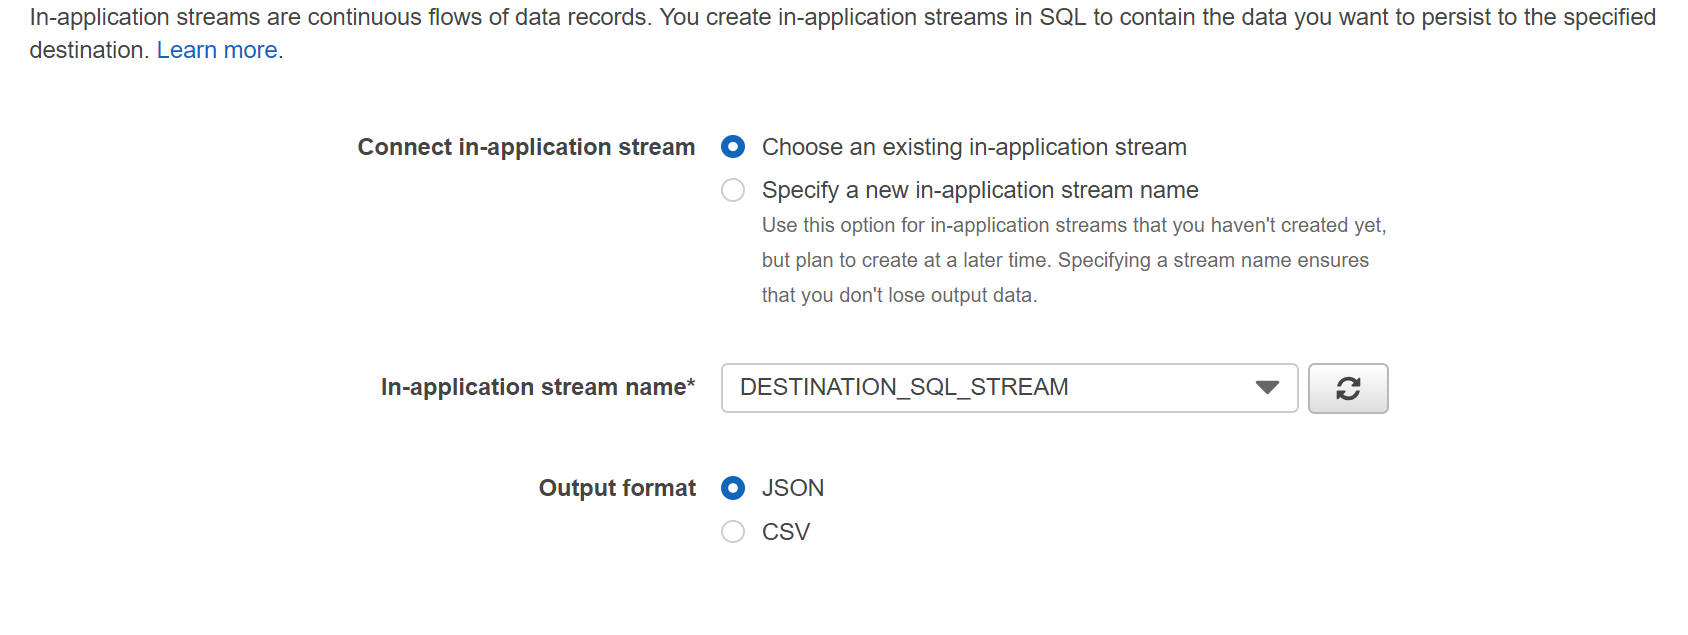 In-application streams are continuous flows of data records. You create in-application streams in SQL to contain the data you want to persist to the specified
destination. Learn more.
Connect in-application stream
Choose an existing in-application stream
Specify a new in-application stream name
Use this option for in-application streams that you haven't created yet,
but plan to create at a later time. Specifying a stream name ensures
that you don't lose output data.
In-application stream name*
DESTINATION_SQL_STREAM
Output format
JSON
CSV